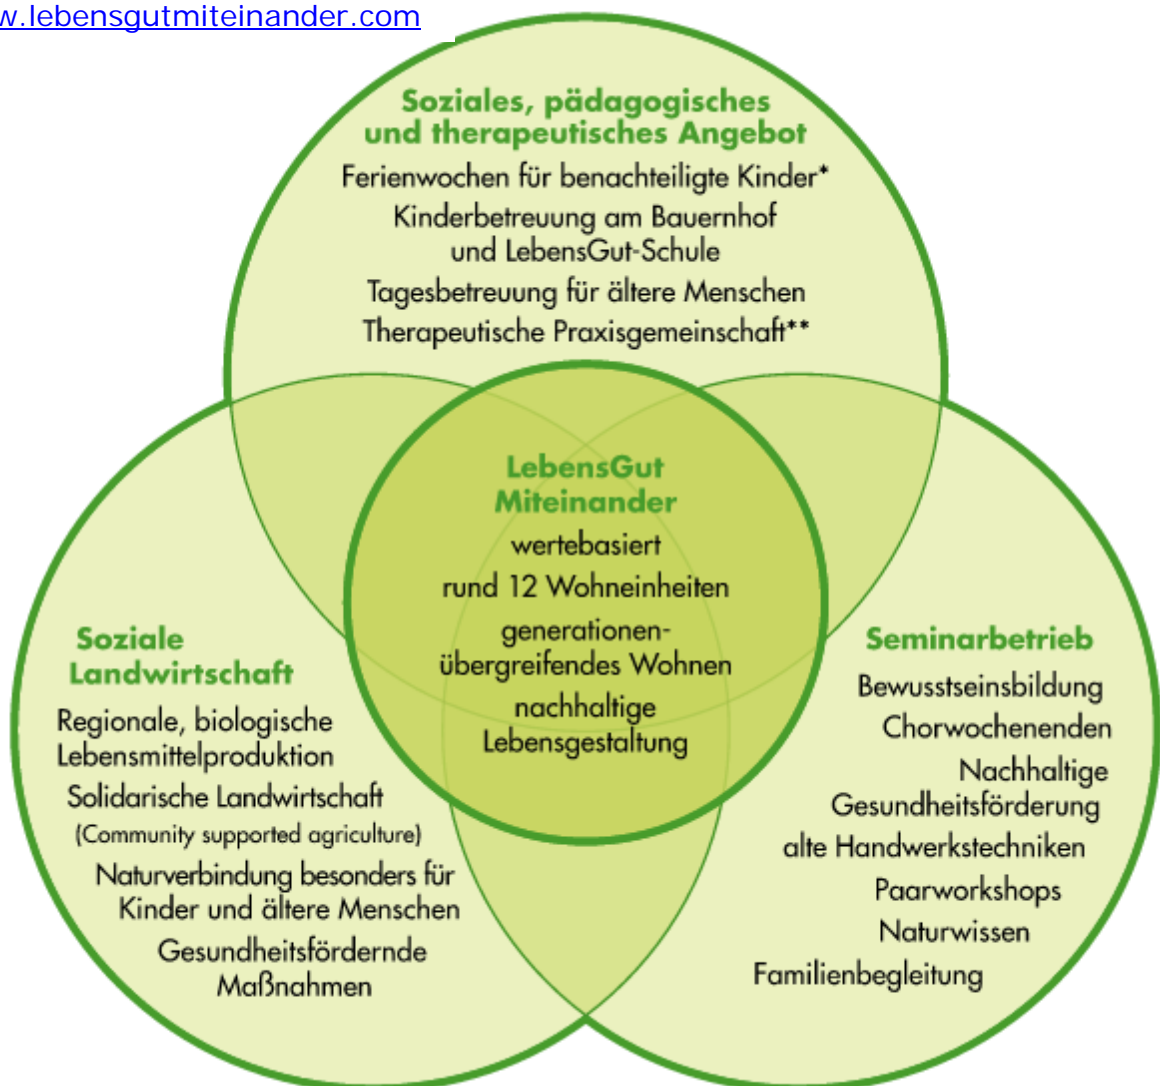 w.lebensgutmiteinander.com
Soziales, pädagogisches
und therapeutisches Angebot
Ferienwochen für benachteiligte Kinder*
Kinderbetreuung am Bauernhof
und LebensGut-Schule
Tagesbetreuung für ältere Menschen
Therapeutische Praxisgemeinschaft**
LebensGut
Miteinander
wertebasiert
rund 12 Wohneinheiten
generationen-
übergreifendes Wohnen
nachhaltige
Lebensgestaltung
Soziale
Landwirtschaft
Regionale, biologische
Lebensmittelproduktion
Solidarische Landwirtschaft
(Community supported agriculture)
Naturverbindung besonders für
Kinder und ältere Menschen
Gesundheitsfördernde
Maßnahmen
Seminarbetrieb
Bewusstseinsbildung
Chorwochenenden
Nachhaltige
Gesundheitsförderung
alte Handwerkstechniken
Paarworkshops
Naturwissen
Familienbegleitung